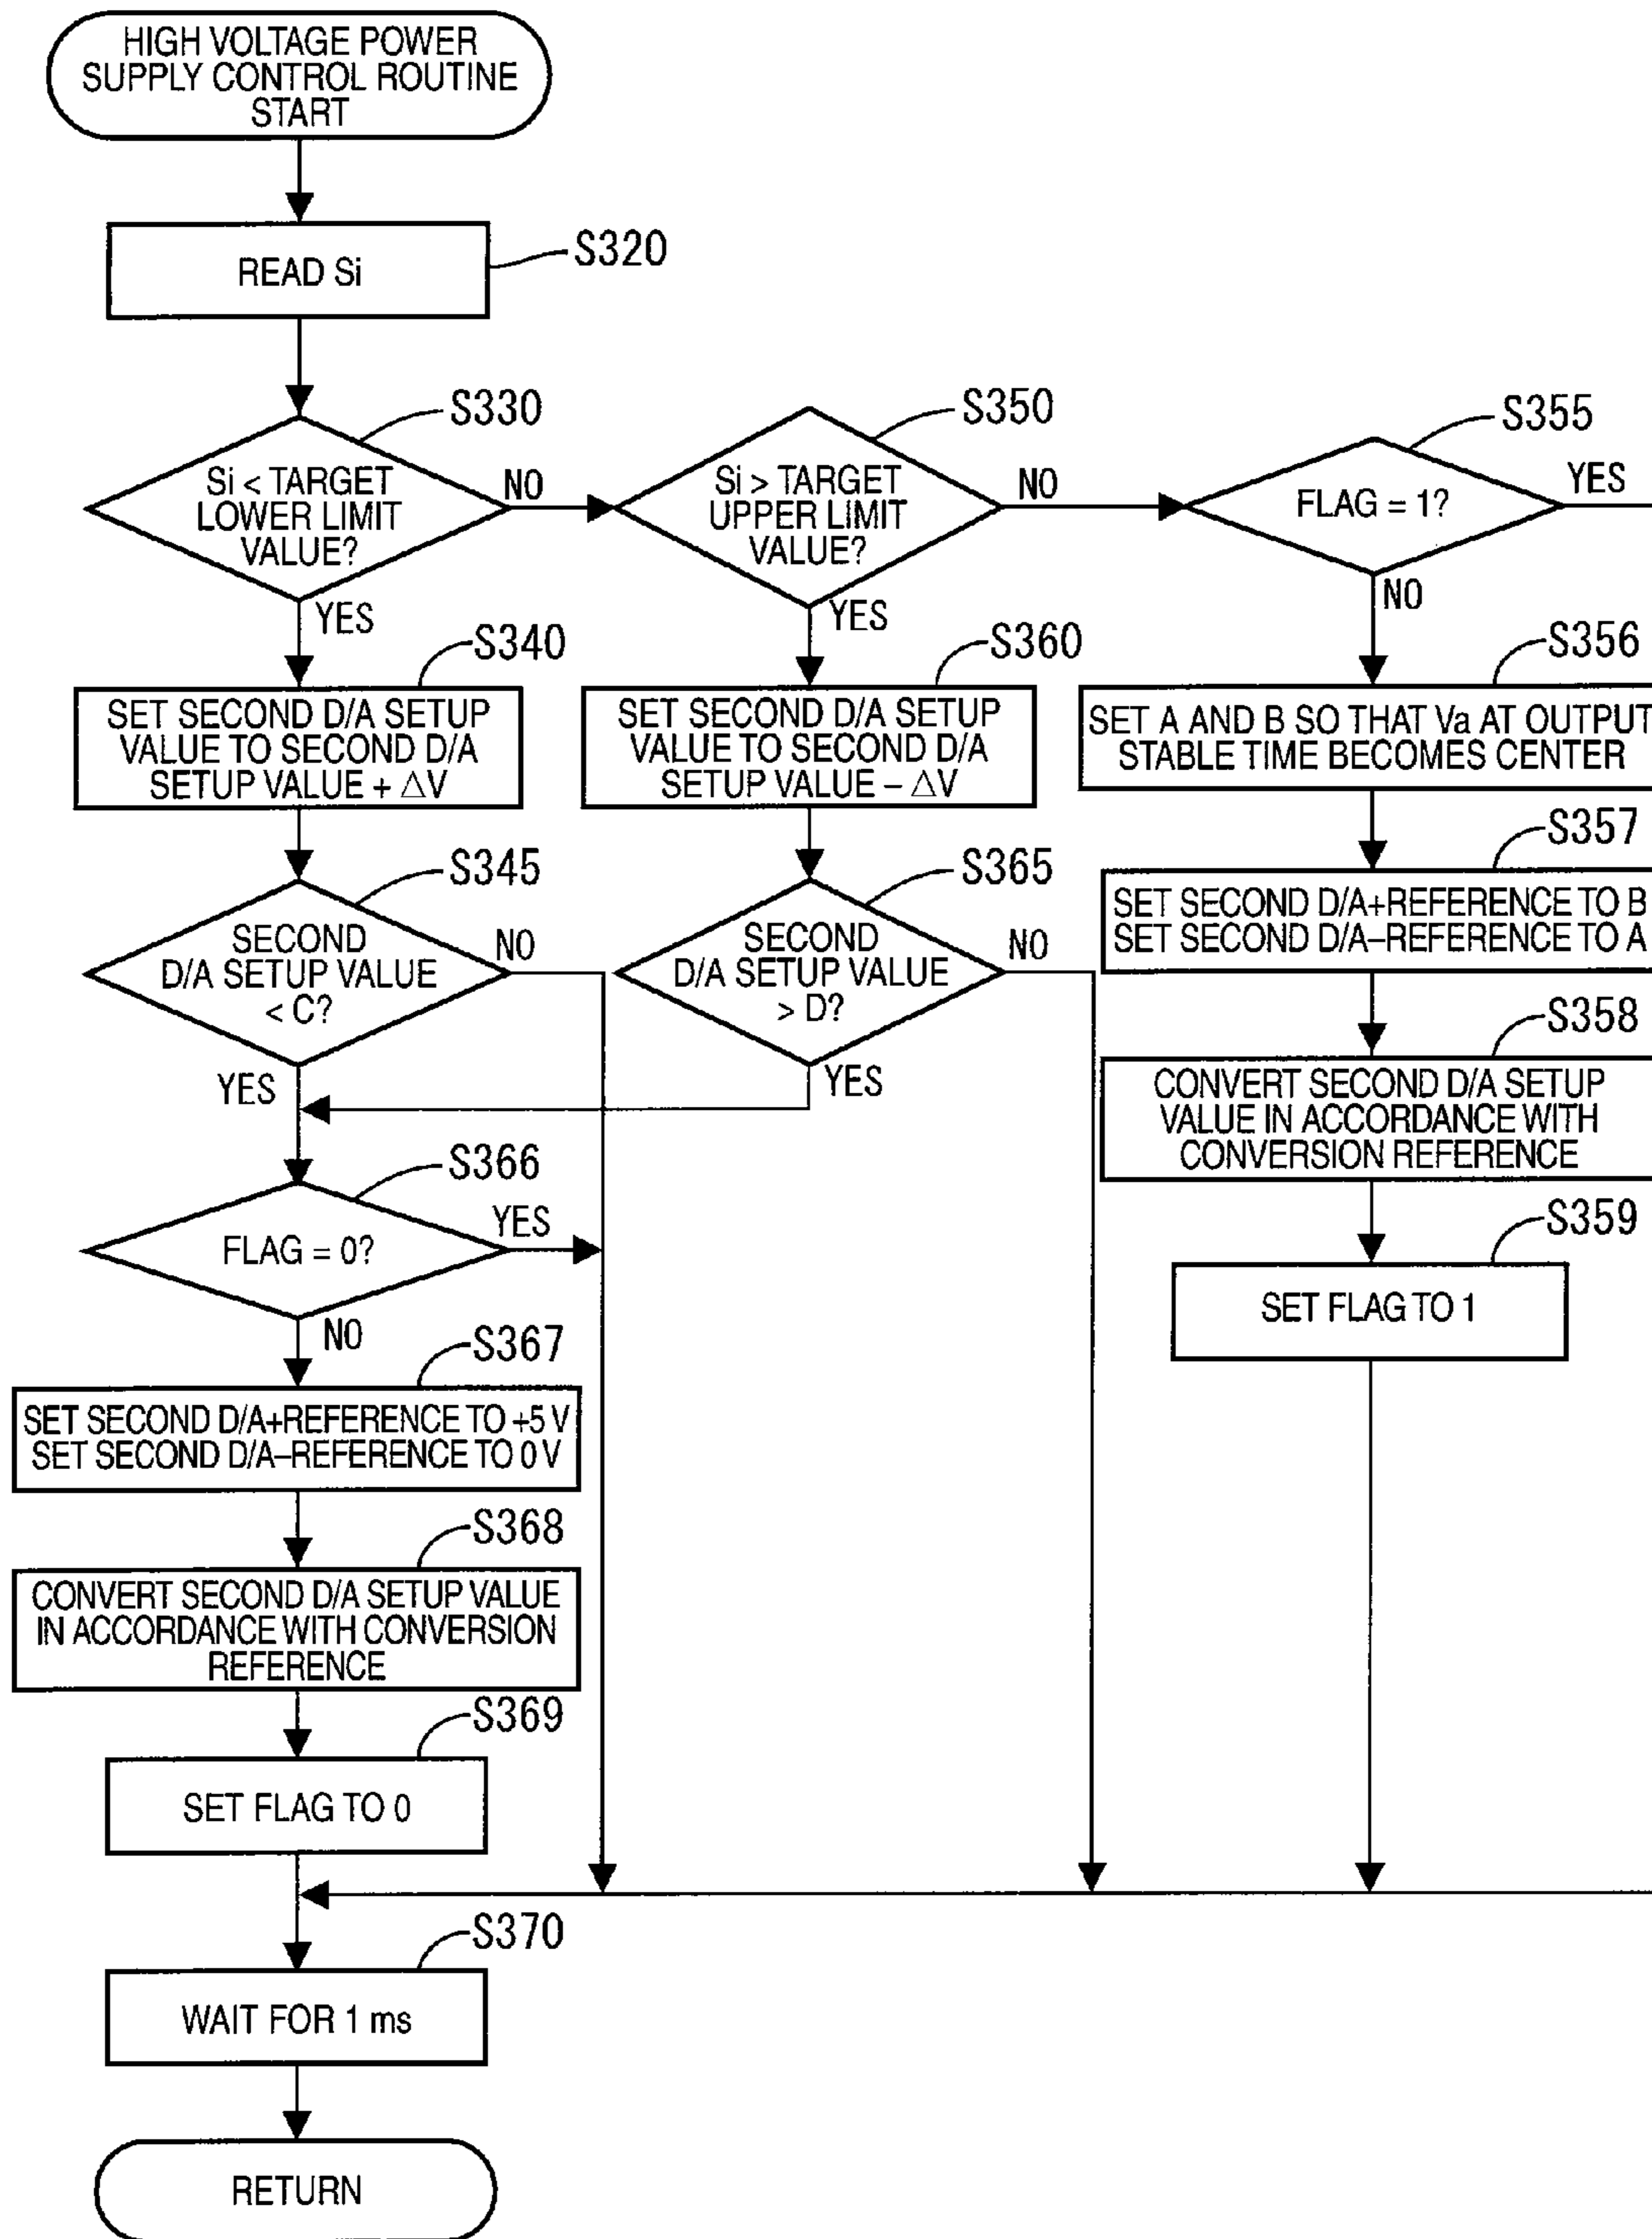 HIGH VOLTAGE POWER
SUPPLY CONTROL ROUTINE
START
READ Si
S320
Si < TARGET
LOWER LIMIT
VALUE?
S330
NO
YES
Si > TARGET
UPPER LIMIT
VALUE?
S350
NO
YES
FLAG = 1?
S355
YES
NO
SET SECOND D/A SETUP
VALUE TO SECOND D/A
SETUP VALUE + △V
S340
SET SECOND D/A SETUP
VALUE TO SECOND D/A
SETUP VALUE – △V
S360
SET A AND B SO THAT Va AT OUTPUT
STABLE TIME BECOMES CENTER
S356
SECOND
D/A SETUP VALUE
< C?
S345
NO
YES
SECOND
D/A SETUP VALUE
> D?
S365
NO
YES
SET SECOND D/A+REFERENCE TO B
SET SECOND D/A–REFERENCE TO A
S357
CONVERT SECOND D/A SETUP
VALUE IN ACCORDANCE WITH
CONVERSION REFERENCE
S358
FLAG = 0?
S366
YES
NO
SET FLAG TO 1
S359
SET SECOND D/A+REFERENCE TO +5 V
SET SECOND D/A–REFERENCE TO 0 V
S367
CONVERT SECOND D/A SETUP VALUE
IN ACCORDANCE WITH CONVERSION
REFERENCE
S368
SET FLAG TO 0
S369
WAIT FOR 1 ms
S370
RETURN